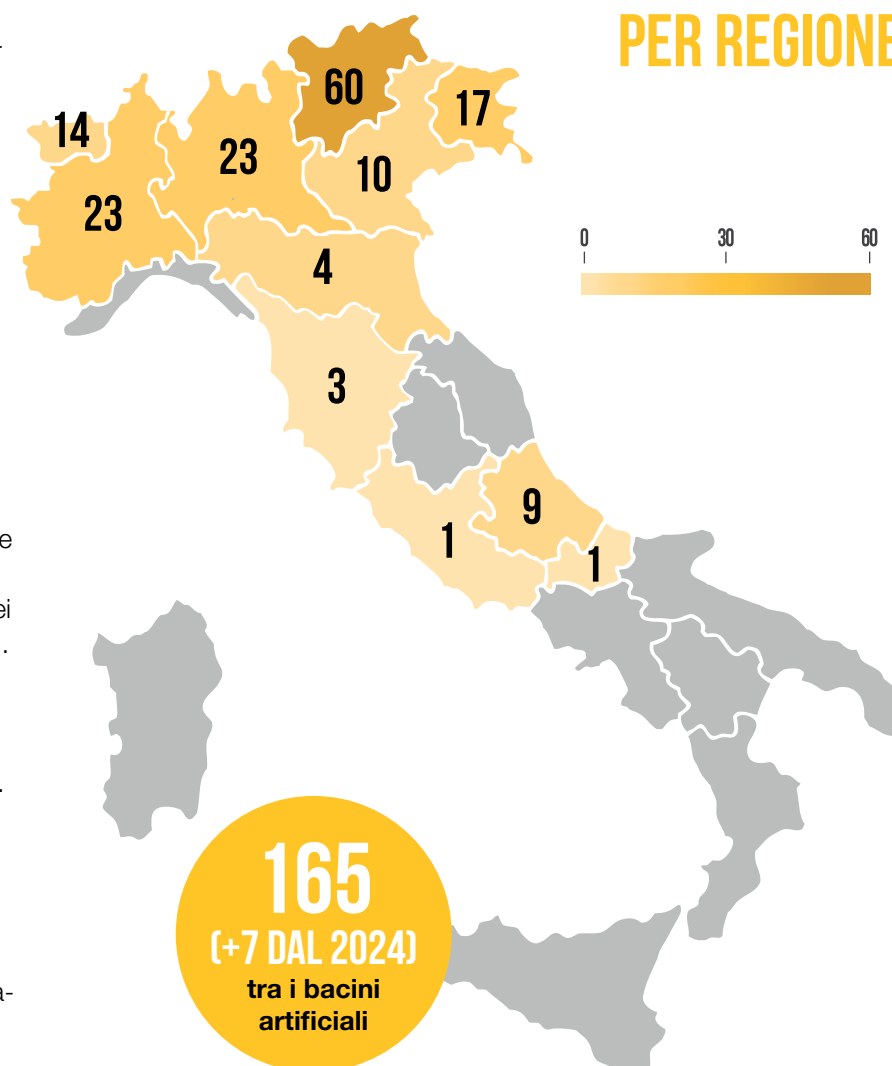 PER REGIONE
60
17
14
23
10
23
0 30 60
4
3
9
e
1
1
ei
.
.
165
(+7 DAL 2024)
tra i bacini
artificiali
a-